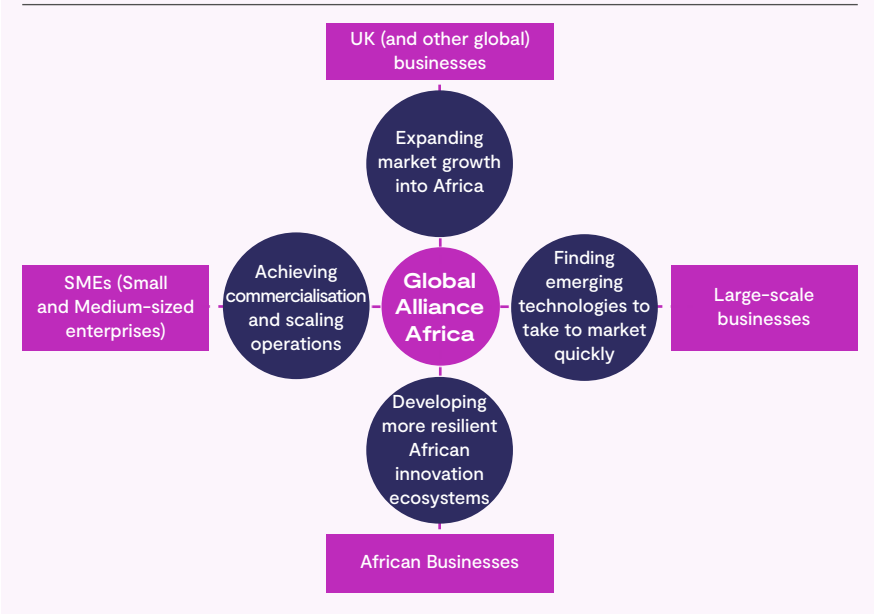 UK (and other global)
businesses
Expanding
market growth
into Africa
SMEs (Small
and Medium-sized
enterprises)
Achieving
commercialisation
and scaling
operations
Global
Alliance
Africa
Finding
emerging
technologies to
take to market
quickly
Large-scale
businesses
Developing
more resilient
African
innovation
ecosystems
African Businesses